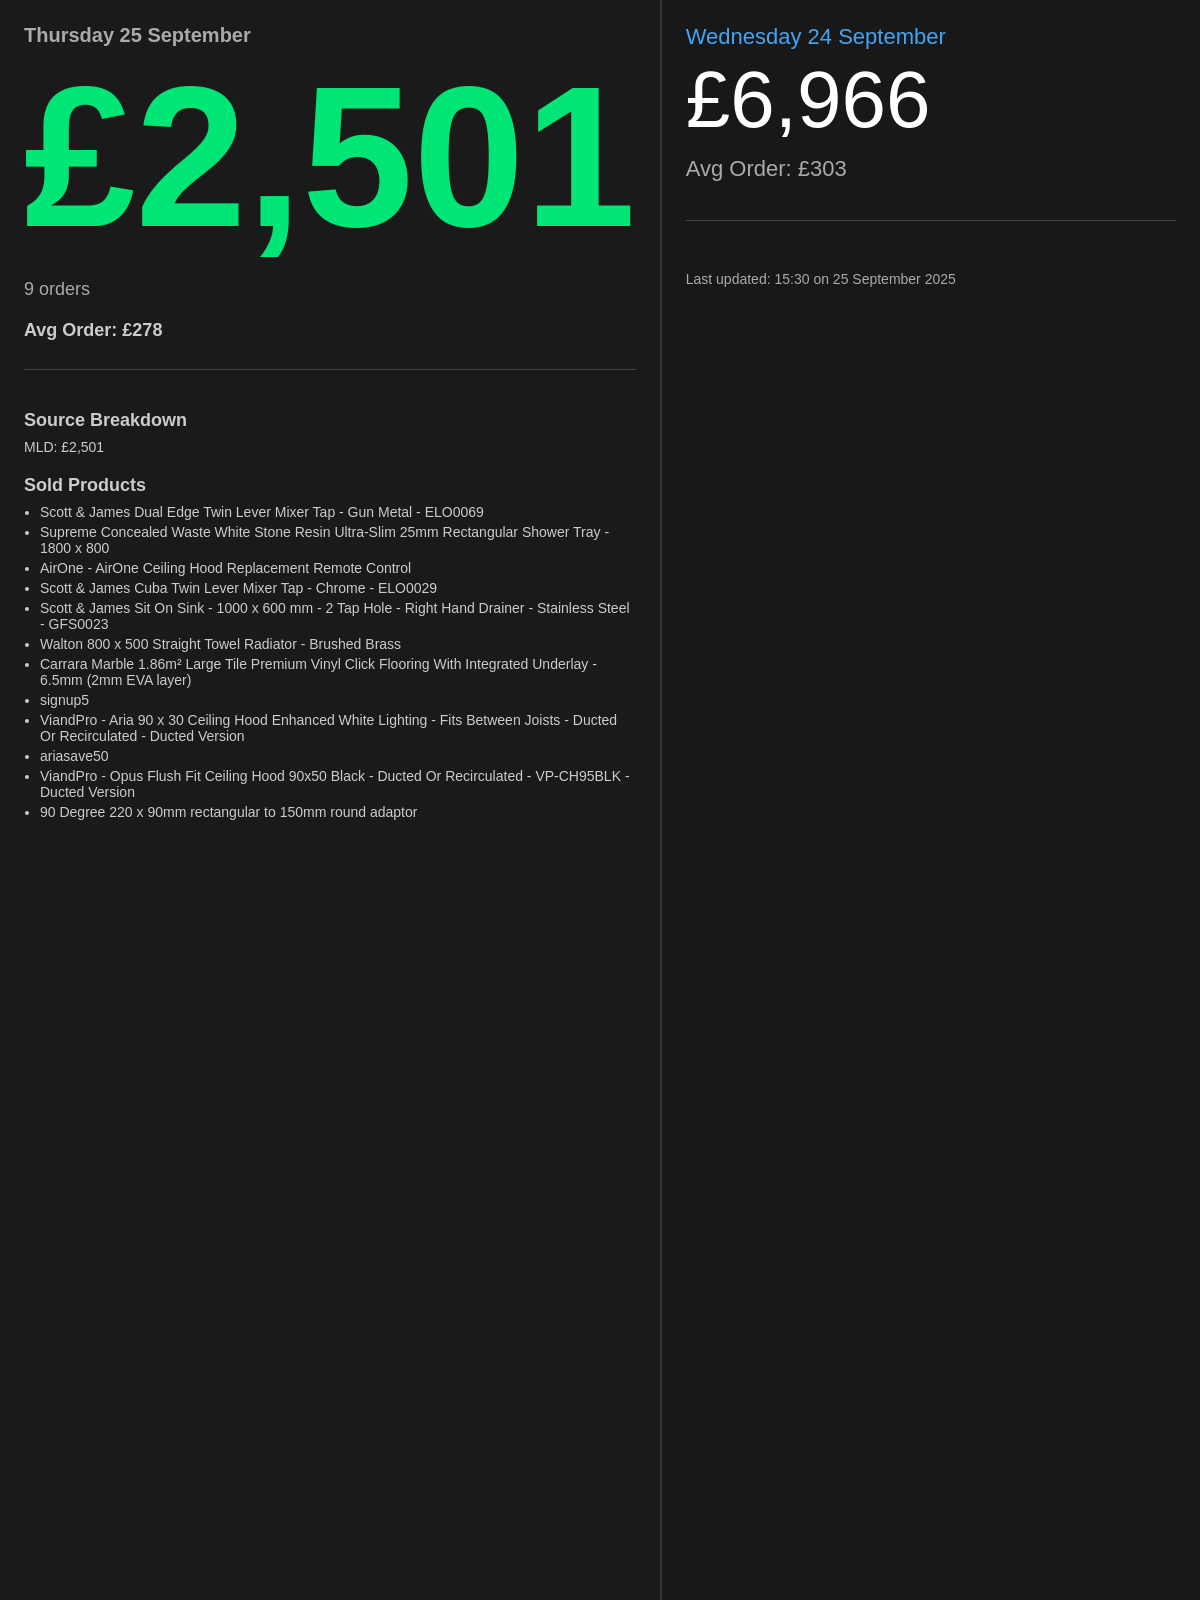 Thursday 25 September
£2,501
9 orders
Avg Order: £278
Source Breakdown
MLD: £2,501
Sold Products
• Scott & James Dual Edge Twin Lever Mixer Tap - Gun Metal - ELO0069
• Supreme Concealed Waste White Stone Resin Ultra-Slim 25mm Rectangular Shower Tray -
1800 x 800
• AirOne - AirOne Ceiling Hood Replacement Remote Control
• Scott & James Cuba Twin Lever Mixer Tap - Chrome - ELO0029
• Scott & James Sit On Sink - 1000 x 600 mm - 2 Tap Hole - Right Hand Drainer - Stainless Steel
- GFS0023
• Walton 800 x 500 Straight Towel Radiator - Brushed Brass
• Carrara Marble 1.86m² Large Tile Premium Vinyl Click Flooring With Integrated Underlay -
6.5mm (2mm EVA layer)
• signup5
• ViandPro - Aria 90 x 30 Ceiling Hood Enhanced White Lighting - Fits Between Joists - Ducted
Or Recirculated - Ducted Version
• ariasave50
• ViandPro - Opus Flush Fit Ceiling Hood 90x50 Black - Ducted Or Recirculated - VP-CH95BLK -
Ducted Version
• 90 Degree 220 x 90mm rectangular to 150mm round adaptor
Wednesday 24 September
£6,966
Avg Order: £303
Last updated: 15:30 on 25 September 2025